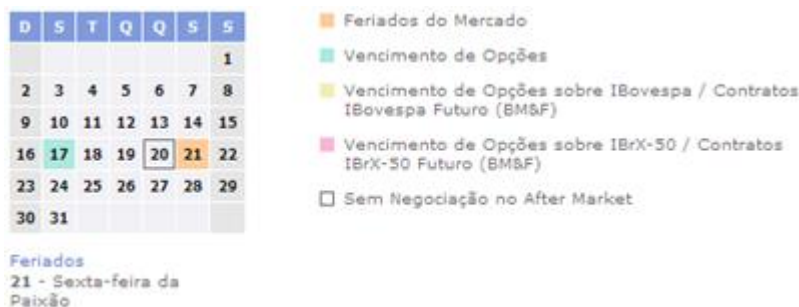 D S T Q Q S S
1
2 3 4 5 6 7 8
9 10 11 12 13 14 15
16 17 18 19 20 21 22
23 24 25 26 27 28 29
30 31
Feriados
21 - Sexta-feira da
Paixão
Feriados do Mercado
Vencimento de Opções
Vencimento de Opções sobre IBovespa / Contratos
IBovespa Futuro (BM&F)
Vencimento de Opções sobre IBrX-50 / Contratos
IBrX-50 Futuro (BM&F)
Sem Negociação no After Market